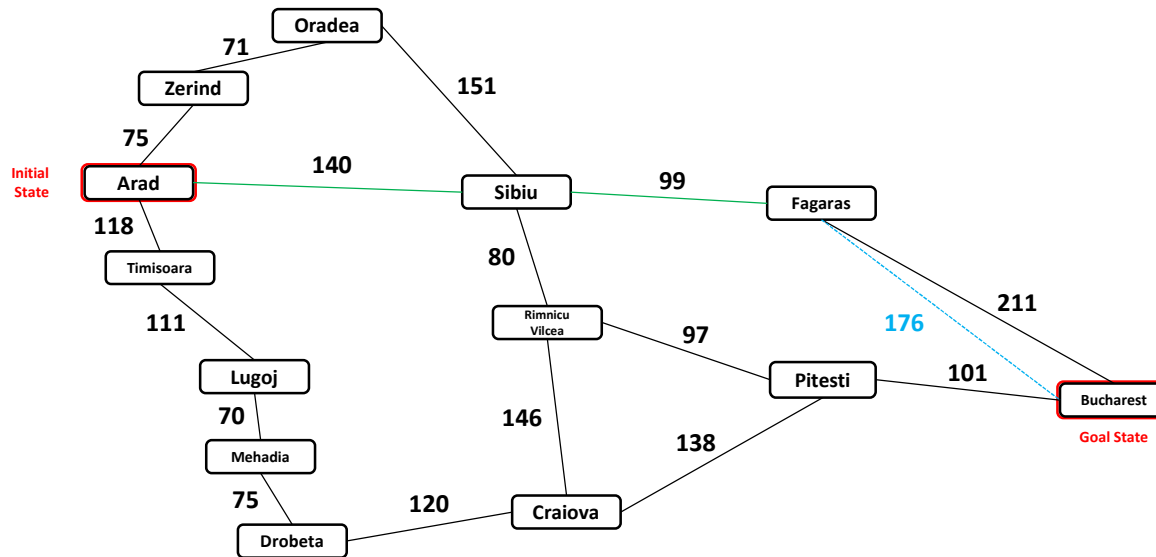 Oradea
71
Zerind
151
75
Initial
State
Arad
140
Sibiu
99
Fagaras
118
Timisoara
80
111
Rimnicu
Vilcea
97
176
211
Lugoj
Pitesti
101
Bucharest
70
146
138
Goal State
Mehadia
75
120
Craiova
Drobeta